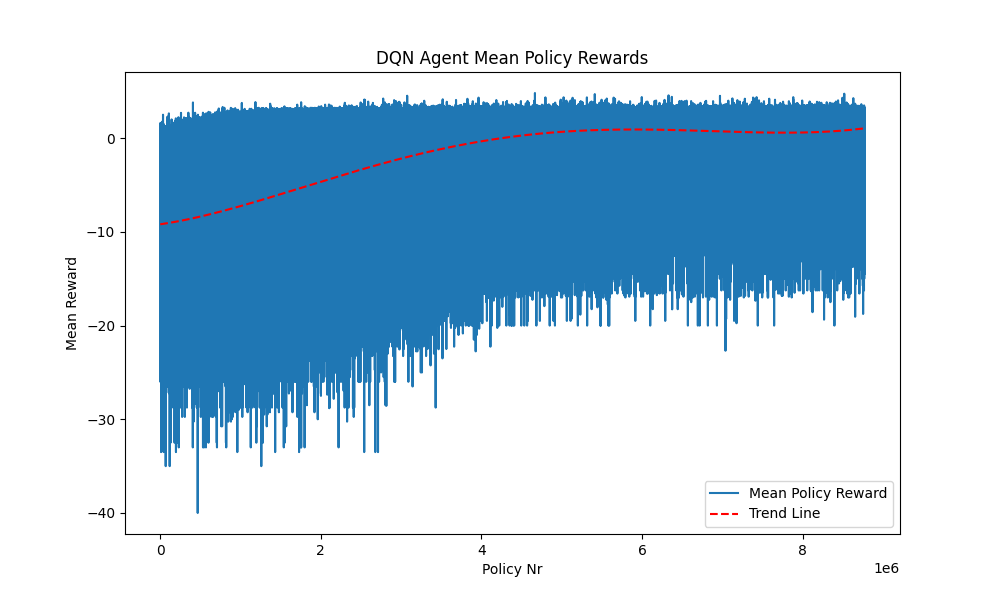 DQN Agent Mean Policy Rewards
Mean Reward
0
−10
−20
−30
−40
0 2 4 6 8
1e6
Policy Nr
Mean Policy Reward
Trend Line